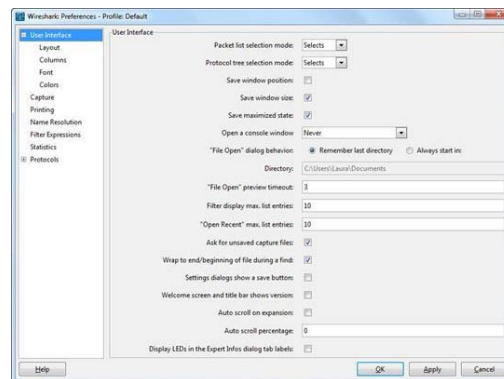 Wireshark: Preferences - Profile: Default
User Interface
Layout
Columns
Font
Colors
Capture
Printing
Name Resolution
Filter Expressions
Statistics
Protocols
User Interface
Packet list selection mode: Selects
Protocol tree selection mode: Selects
Save window position:
Save window size:
Save maximized state:
Open a console window Never
"File Open" dialog behavior: Remember last directory Always start in:
Directory: C:\Users\Laura\Documents
"File Open" preview timeout: 3
Filter display max. list entries: 10
"Open Recent" max. list entries: 10
Ask for unsaved capture files:
Wrap to end/beginning of file during a find:
Settings dialogs show a save button:
Welcome screen and title bar shows version:
Auto scroll on expansion:
Auto scroll percentage: 0
Display LEDs in the Expert Infos dialog tab labels:
Help OK Apply Cancel